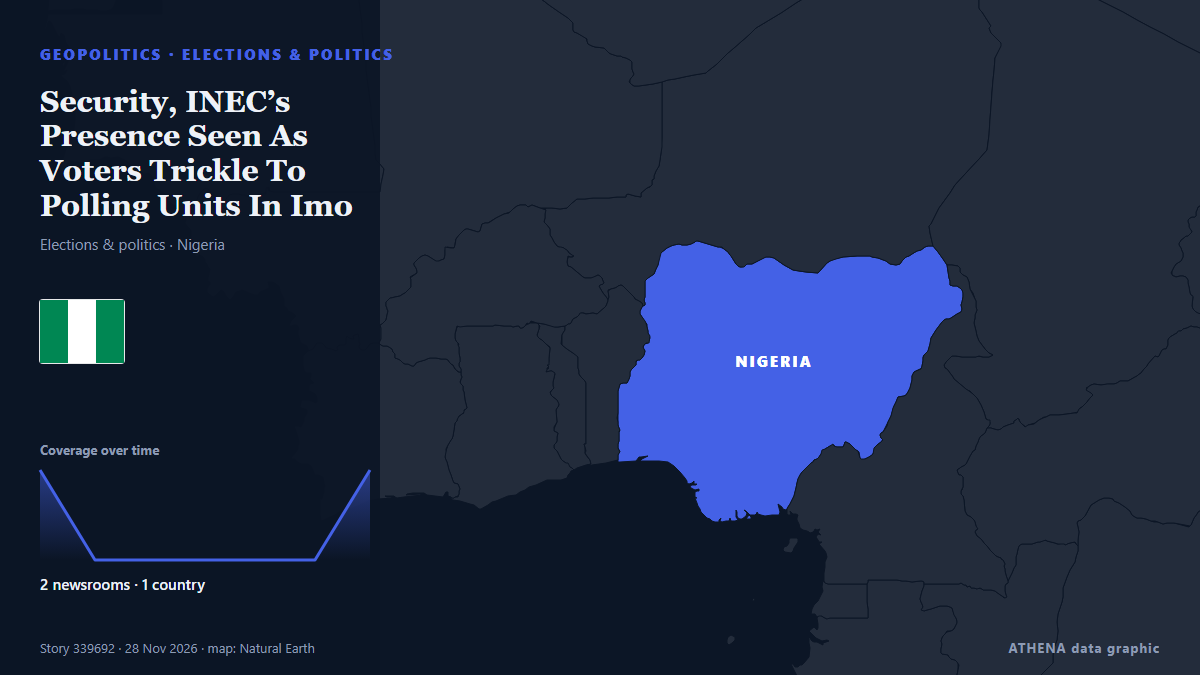 GEOPOLITICS · ELECTIONS & POLITICS
Security, INEC’s
Presence Seen As
Voters Trickle To
Polling Units In Imo
Elections & politics · Nigeria
NIGERIA
Coverage over time
2 newsrooms · 1 country
Story 339692 · 28 Nov 2026 · map: Natural Earth
ATHENA data graphic